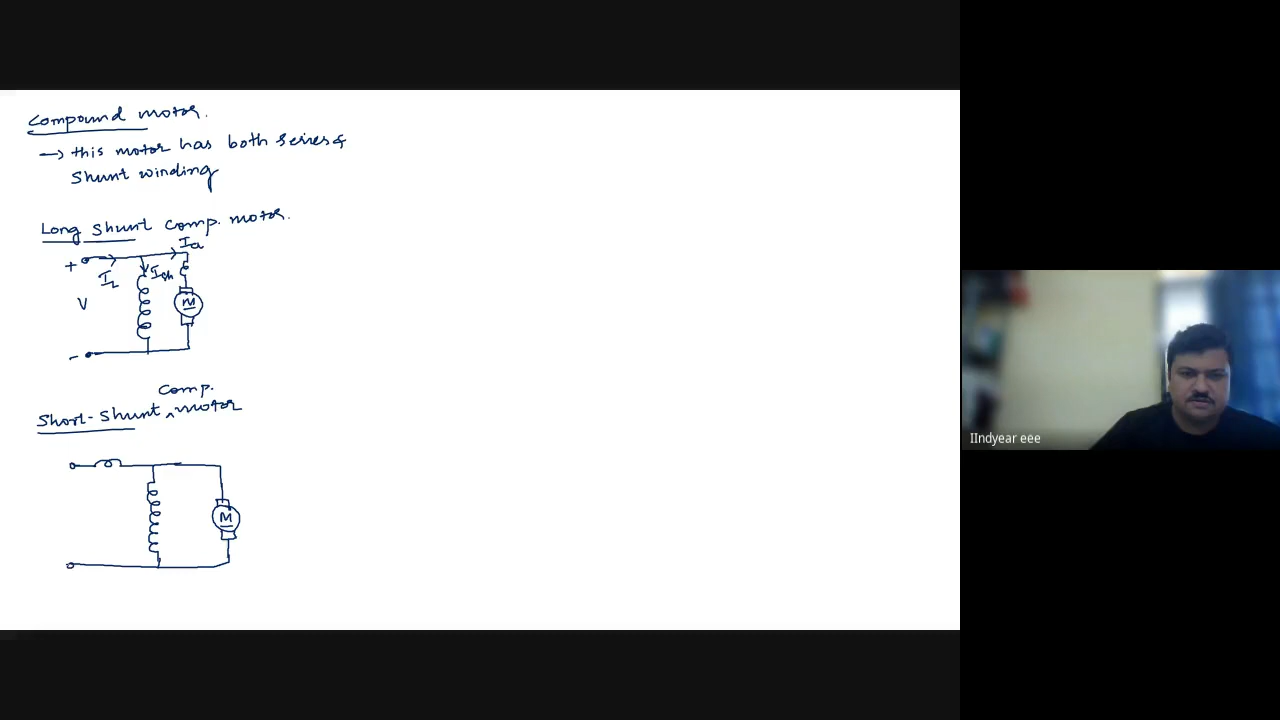 Compound motor.
→ this motor has both series &
Shunt winding
Long Shunt comp. motor.
Ia
+
IL
Ish
V
M
-
comp.
Short-Shunt ^ motor
M
IIndyear eee